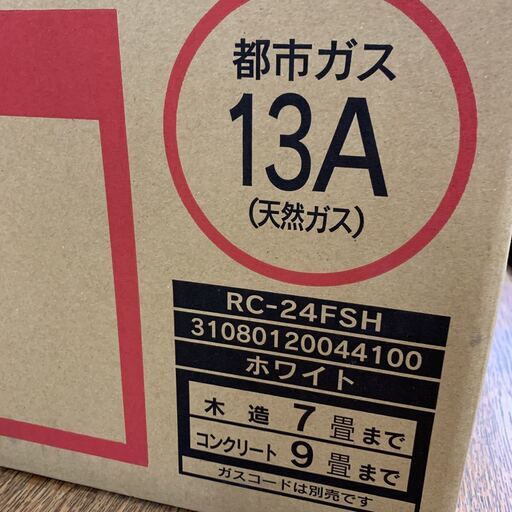 都市ガス
13A
(天然ガス)
RC-24FSH
31080120044100
ホワイト
木造 7畳まで
コンクリート 9畳まで
ガスコードは別売です